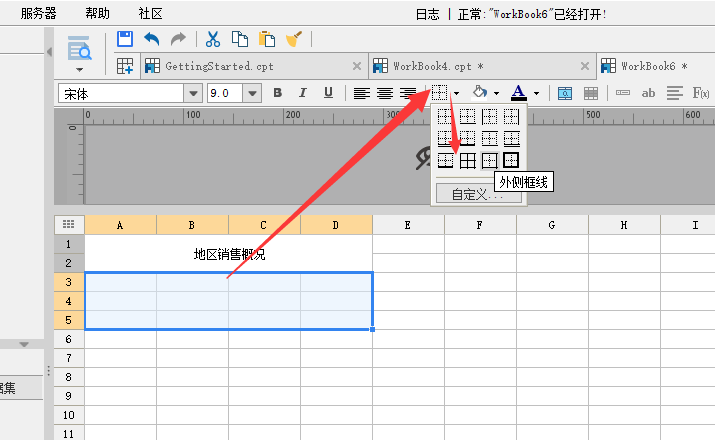 服务器 帮助 社区 日志 | 正常:"WorkBook6"已经打开!
GettingStarted.cpt WorkBook4.cpt * WorkBook6 *
宋体 9.0 B I U A ab F(x)
0 100 200 300 500 600
0
外侧框线
自定义...
A B C D E F G H I
1
地区销售概况
2
3
4
5
6
7
8
据集
9
10
11